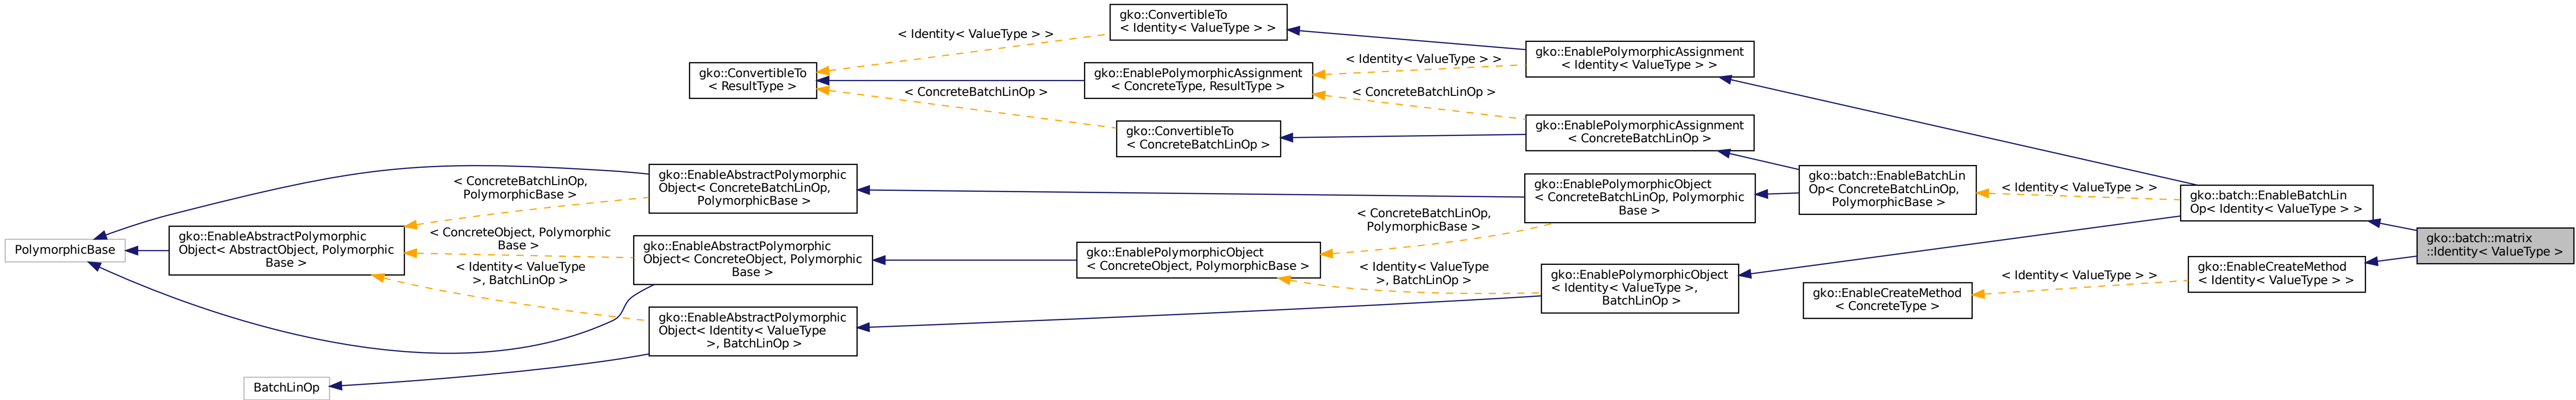 gko::ConvertibleTo
< Identity< ValueType > >
< Identity< ValueType > >
gko::ConvertibleTo
< ResultType >
gko::EnablePolymorphicAssignment
< ConcreteType, ResultType >
< ConcreteBatchLinOp >
gko::ConvertibleTo
< ConcreteBatchLinOp >
< Identity< ValueType > >
gko::EnablePolymorphicAssignment
< Identity< ValueType > >
< ConcreteBatchLinOp >
gko::EnablePolymorphicAssignment
< ConcreteBatchLinOp >
PolymorphicBase
gko::EnableAbstractPolymorphic
Object< AbstractObject, Polymorphic
Base >
< ConcreteBatchLinOp,
PolymorphicBase >
gko::EnableAbstractPolymorphic
Object< ConcreteBatchLinOp,
PolymorphicBase >
< ConcreteObject, Polymorphic
Base >
gko::EnableAbstractPolymorphic
Object< ConcreteObject, Polymorphic
Base >
< Identity< ValueType
>, BatchLinOp >
gko::EnableAbstractPolymorphic
Object< Identity< ValueType
>, BatchLinOp >
BatchLinOp
gko::EnablePolymorphicObject
< ConcreteObject, PolymorphicBase >
< ConcreteBatchLinOp,
PolymorphicBase >
gko::EnablePolymorphicObject
< ConcreteBatchLinOp, Polymorphic
Base >
< Identity< ValueType
>, BatchLinOp >
gko::EnablePolymorphicObject
< Identity< ValueType >,
BatchLinOp >
gko::batch::EnableBatchLin
Op< ConcreteBatchLinOp,
PolymorphicBase >
< Identity< ValueType > >
gko::batch::EnableBatchLin
Op< Identity< ValueType > >
gko::EnableCreateMethod
< ConcreteType >
< Identity< ValueType > >
gko::EnableCreateMethod
< Identity< ValueType > >
gko::batch::matrix
::Identity< ValueType >